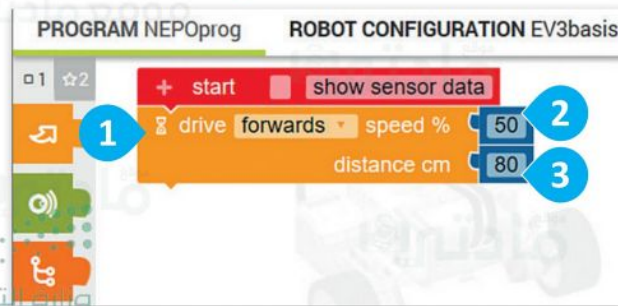 PROGRAM NEPOprog ROBOT CONFIGURATION EV3basis
1 2
+ start show sensor data
1 drive forwards speed % 50 2
distance cm 80 3